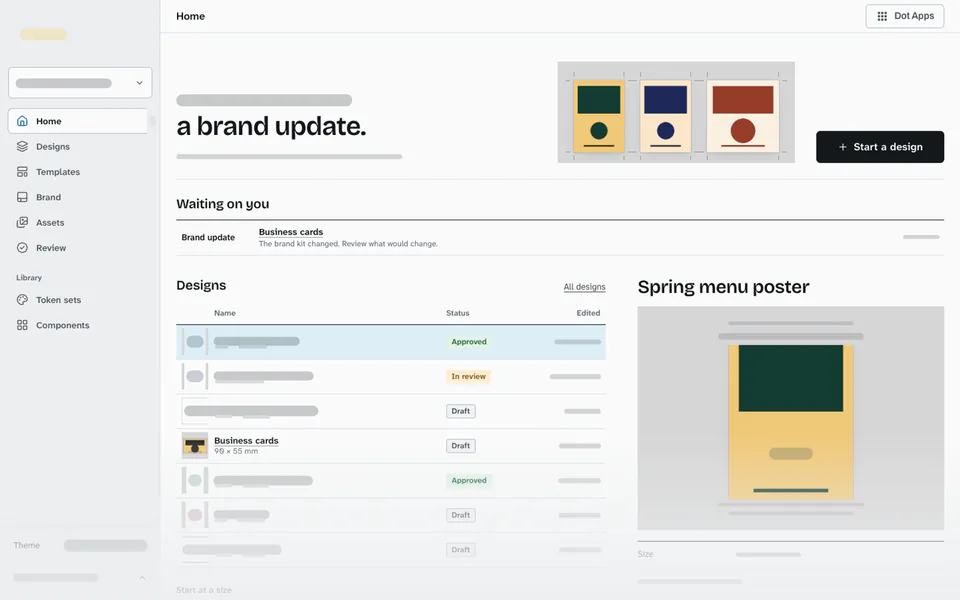 Home
Dot Apps
Home
Designs
Templates
Brand
Assets
Review
Library
Token sets
Components
Theme
a brand update.
+ Start a design
Waiting on you
Brand update
Business cards
The brand kit changed. Review what would change.
Designs
All designs
Name
Status
Edited
Approved
In review
Draft
Business cards
90 × 55 mm
Draft
Approved
Draft
Draft
Start at a size
Spring menu poster
Size